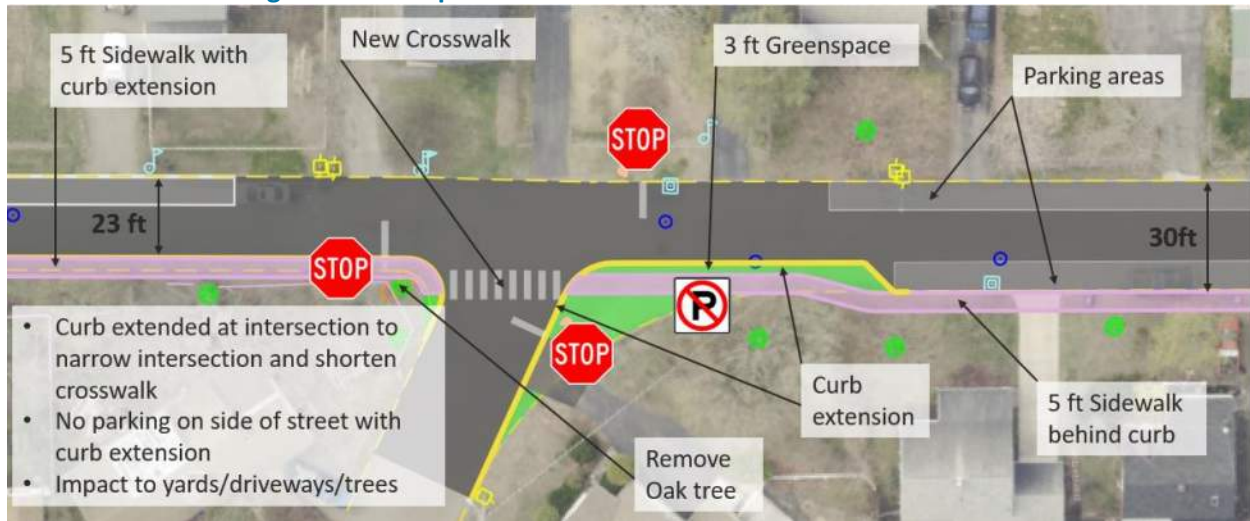 5 ft Sidewalk with
curb extension
New Crosswalk
3 ft Greenspace
Parking areas
STOP
23 ft
30ft
STOP
P
STOP
• Curb extended at intersection to
narrow intersection and shorten
crosswalk
• No parking on side of street with
curb extension
• Impact to yards/driveways/trees
Remove
Oak tree
Curb
extension
5 ft Sidewalk
behind curb